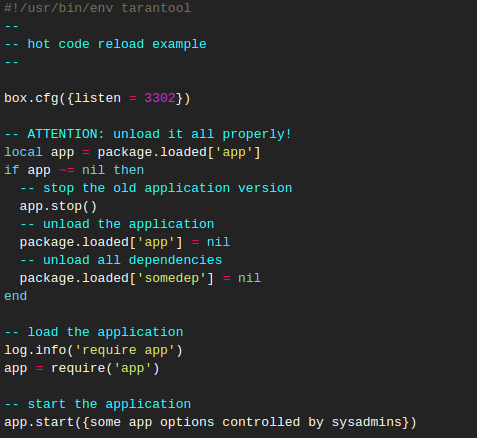 #!/usr/bin/env tarantool
--
-- hot code reload example
--
box.cfg({listen = 3302})
-- ATTENTION: unload it all properly!
local app = package.loaded['app']
if app ~= nil then
-- stop the old application version
app.stop()
-- unload the application
package.loaded['app'] = nil
-- unload all dependencies
package.loaded['somedep'] = nil
end
-- load the application
log.info('require app')
app = require('app')
-- start the application
app.start({some app options controlled by sysadmins})